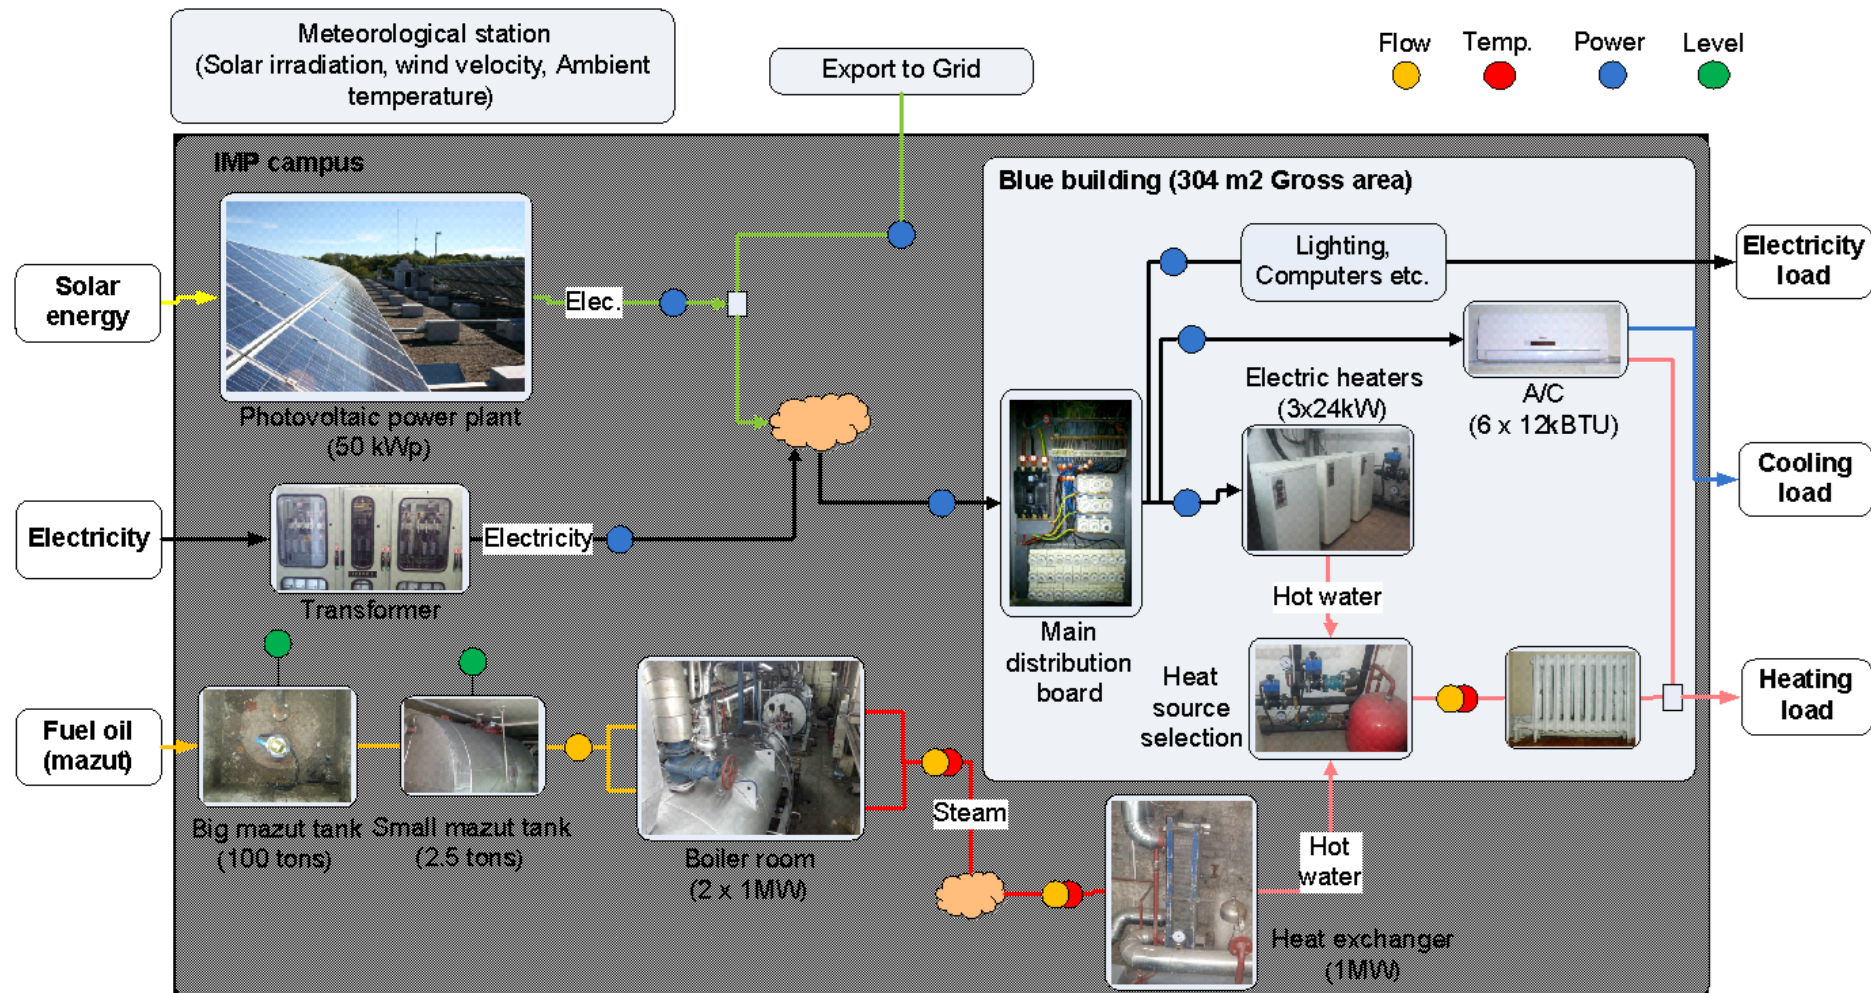 Meteorological station
(Solar irradiation, wind velocity, Ambient
temperature)
Export to Grid
Flow
Temp.
Power
Level
IMP campus
Blue building (304 m2 Gross area)
Solar
energy
Elec.
Photovoltaic power plant
(50 kWp)
Lighting,
Computers etc.
Electricity
load
A/C
(6 x 12kBTU)
Electric heaters
(3x24kW)
Cooling
load
Electricity
Electricity
Transformer
Main
distribution
board
Hot water
Heat
source
selection
Heating
load
Fuel oil
(mazut)
Big mazut tank
(100 tons)
Small mazut tank
(2.5 tons)
Boiler room
(2 x 1MW)
Steam
Hot
water
Heat exchanger
(1MW)